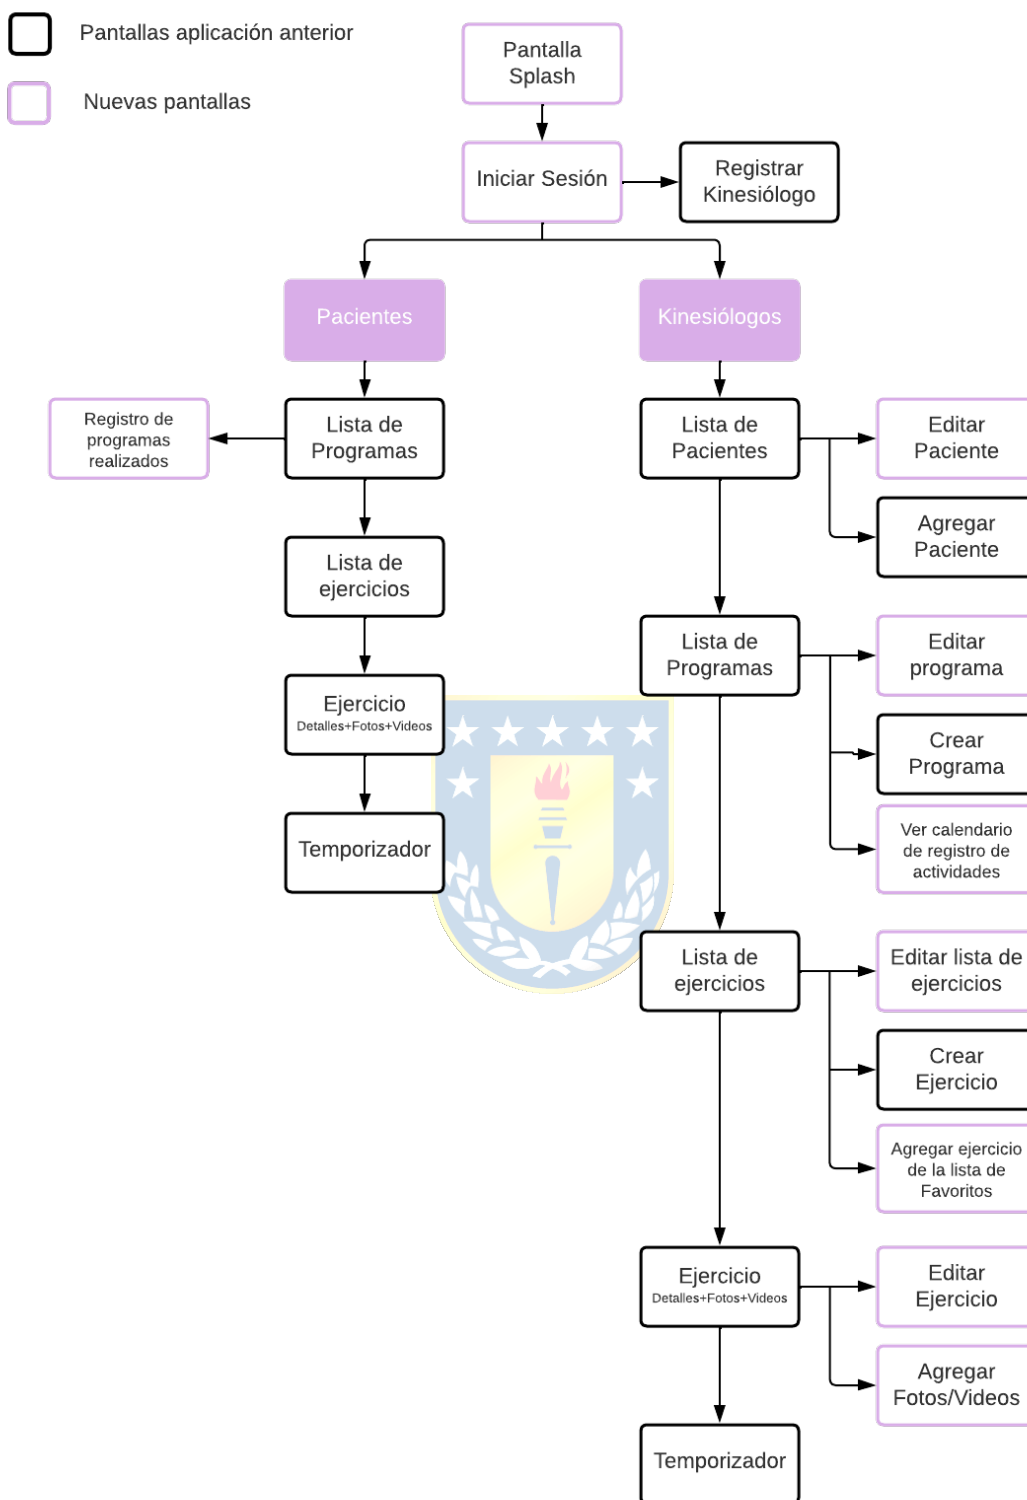 Pantallas aplicación anterior
Nuevas pantallas
Pantalla
Splash
Iniciar Sesión
Registrar
Kinesiólogo
Pacientes
Kinesiólogos
Registro de
programas
realizados
Lista de
Programas
Lista de
Pacientes
Editar
Paciente
Agregar
Paciente
Lista de
ejercicios
Lista de
Programas
Editar
programa
Ejercicio
Detalles+Fotos+Videos
Crear
Programa
Temporizador
Ver calendario
de registro de
actividades
Lista de
ejercicios
Editar lista de
ejercicios
Crear
Ejercicio
Agregar ejercicio
de la lista de
Favoritos
Ejercicio
Detalles+Fotos+Videos
Editar
Ejercicio
Agregar
Fotos/Videos
Temporizador